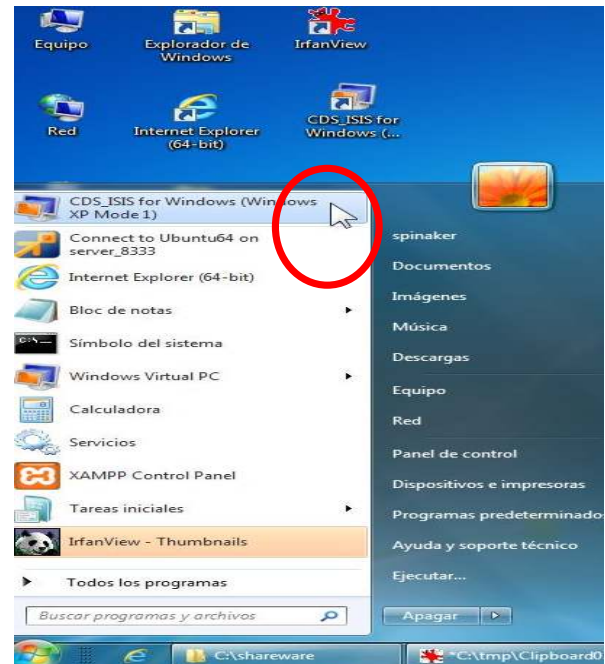 Equipo
Explorador de
Windows
IrfanView
Red
Internet Explorer
(64-bit)
CDS_ISIS for
Windows (...
CDS_ISIS for Windows (Windows
XP Mode 1)
Connect to Ubuntu64 on
server_8333
Internet Explorer (64-bit)
Bloc de notas
C:\
Símbolo del sistema
Windows Virtual PC
Calculadora
Servicios
XAMPP Control Panel
Tareas iniciales
IrfanView - Thumbnails
Todos los programas
Buscar programas y archivos
spinaker
Documentos
Imágenes
Música
Descargas
Equipo
Red
Panel de control
Dispositivos e impresoras
Programas predeterminado
Ayuda y soporte técnico
Ejecutar...
Apagar
C:\shareware
*C:\tmp\Clipboard0